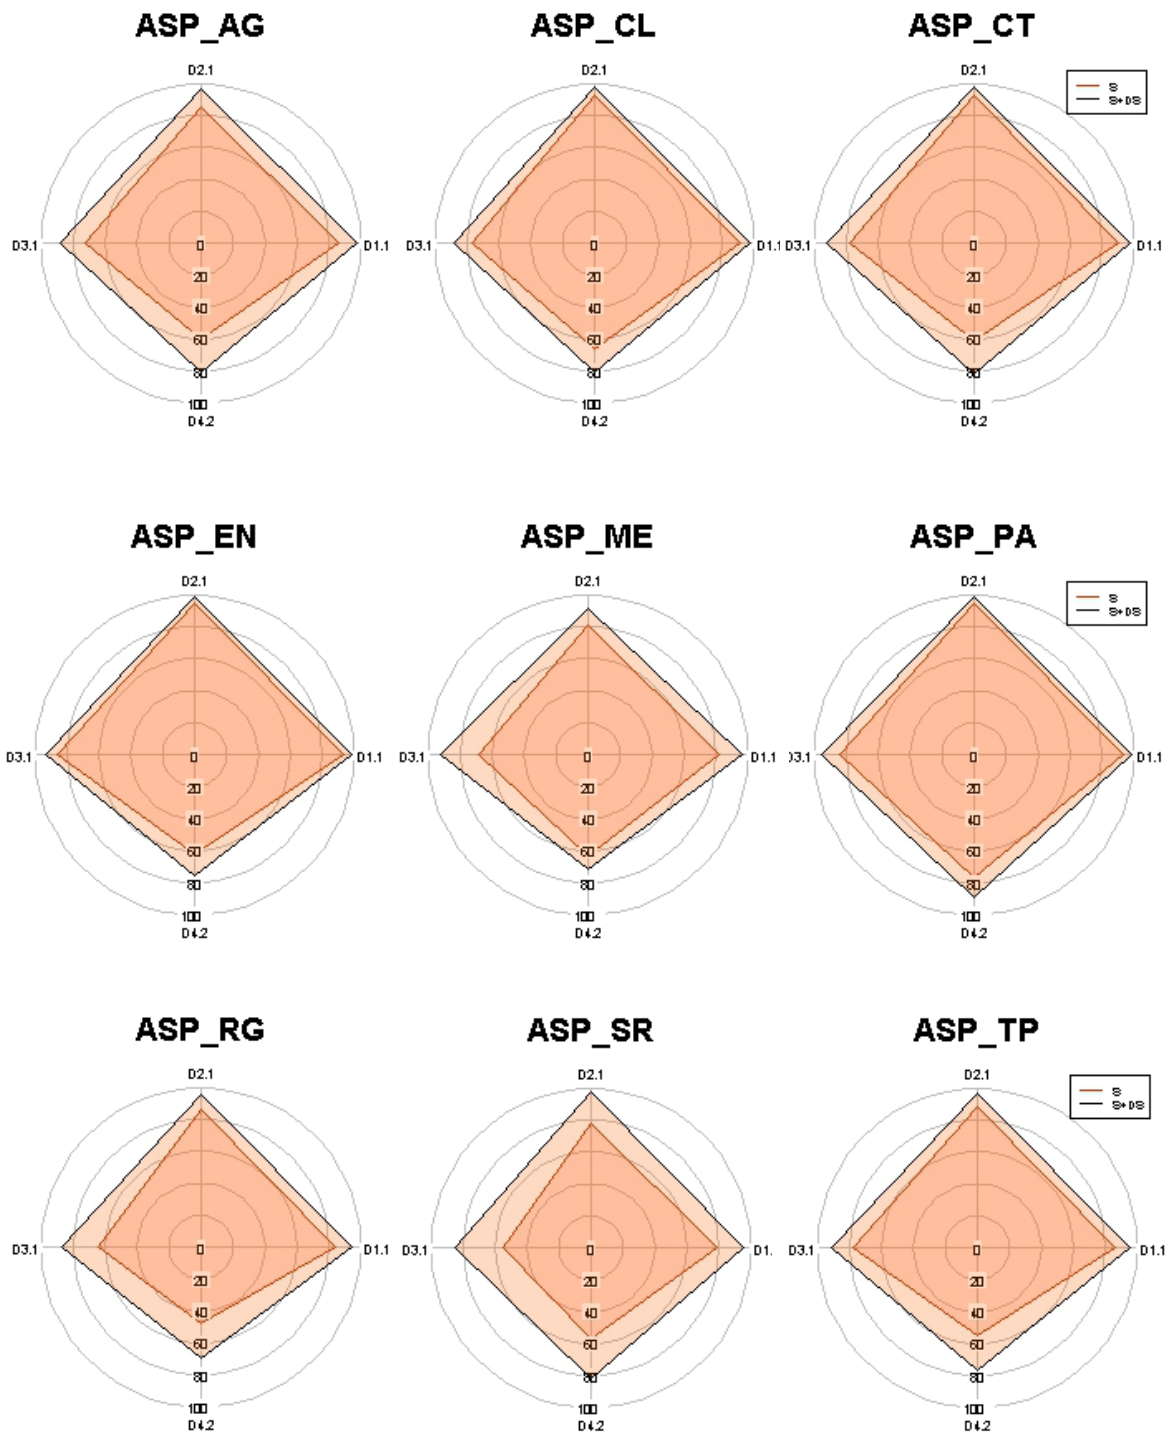 ASP_AG ASP_CL ASP_CT
D2.1 D2.1 D2.1
S
S+DS
D3.1 0 D1.1 D3.1 0 D1.1 D3.1 0 D1.1
20 20 20
40 40 40
60 60 60
80 80 80
100 100 100
D4.2 D4.2 D4.2
ASP_EN ASP_ME ASP_PA
D2.1 D2.1 D2.1
S
S+DS
D3.1 0 D1.1 D3.1 0 D1.1 3.1 0 D1.1
20 20 20
40 40 40
60 60 60
80 80 80
100 100 100
D4.2 D4.2 D4.2
ASP_RG ASP_SR ASP_TP
D2.1 D2.1 D2.1
S
S+DS
D3.1 0 D1.1 D3.1 0 D1. D3.1 0 D1.1
20 20 20
40 40 40
60 60 60
80 80 80
100 100 100
D4.2 D4.2 D4.2